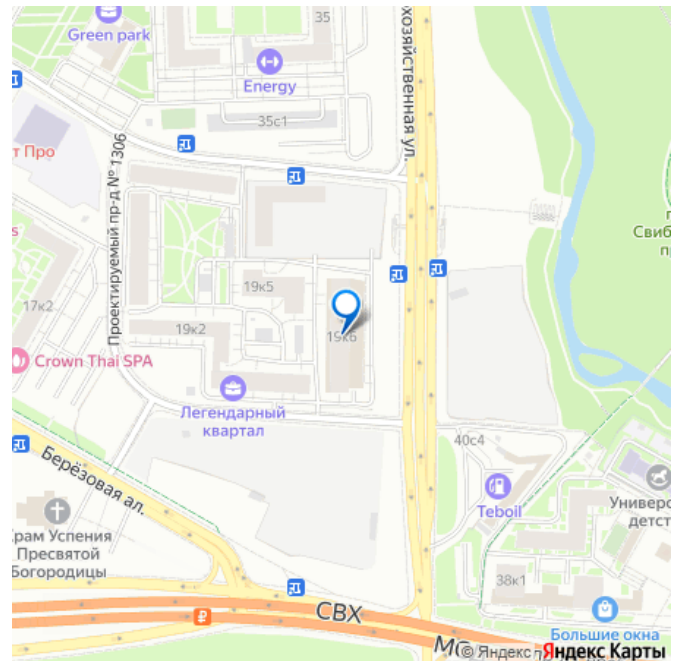 Green park
35
Energy
хозяйственная ул.
35с1
т Про
Проектируемый пр-д № 1306
Свиб
п
s
19к5
17к2
19к2
19к6
Crown Thai SPA
Легендарный
квартал
40с4
Берёзовая ал.
Teboil
Универс
детст
Храм Успения
Пресвятой
Богородицы
38к1
₽
СВХ
Большие окна
© Яндекс
Яндекс Карты